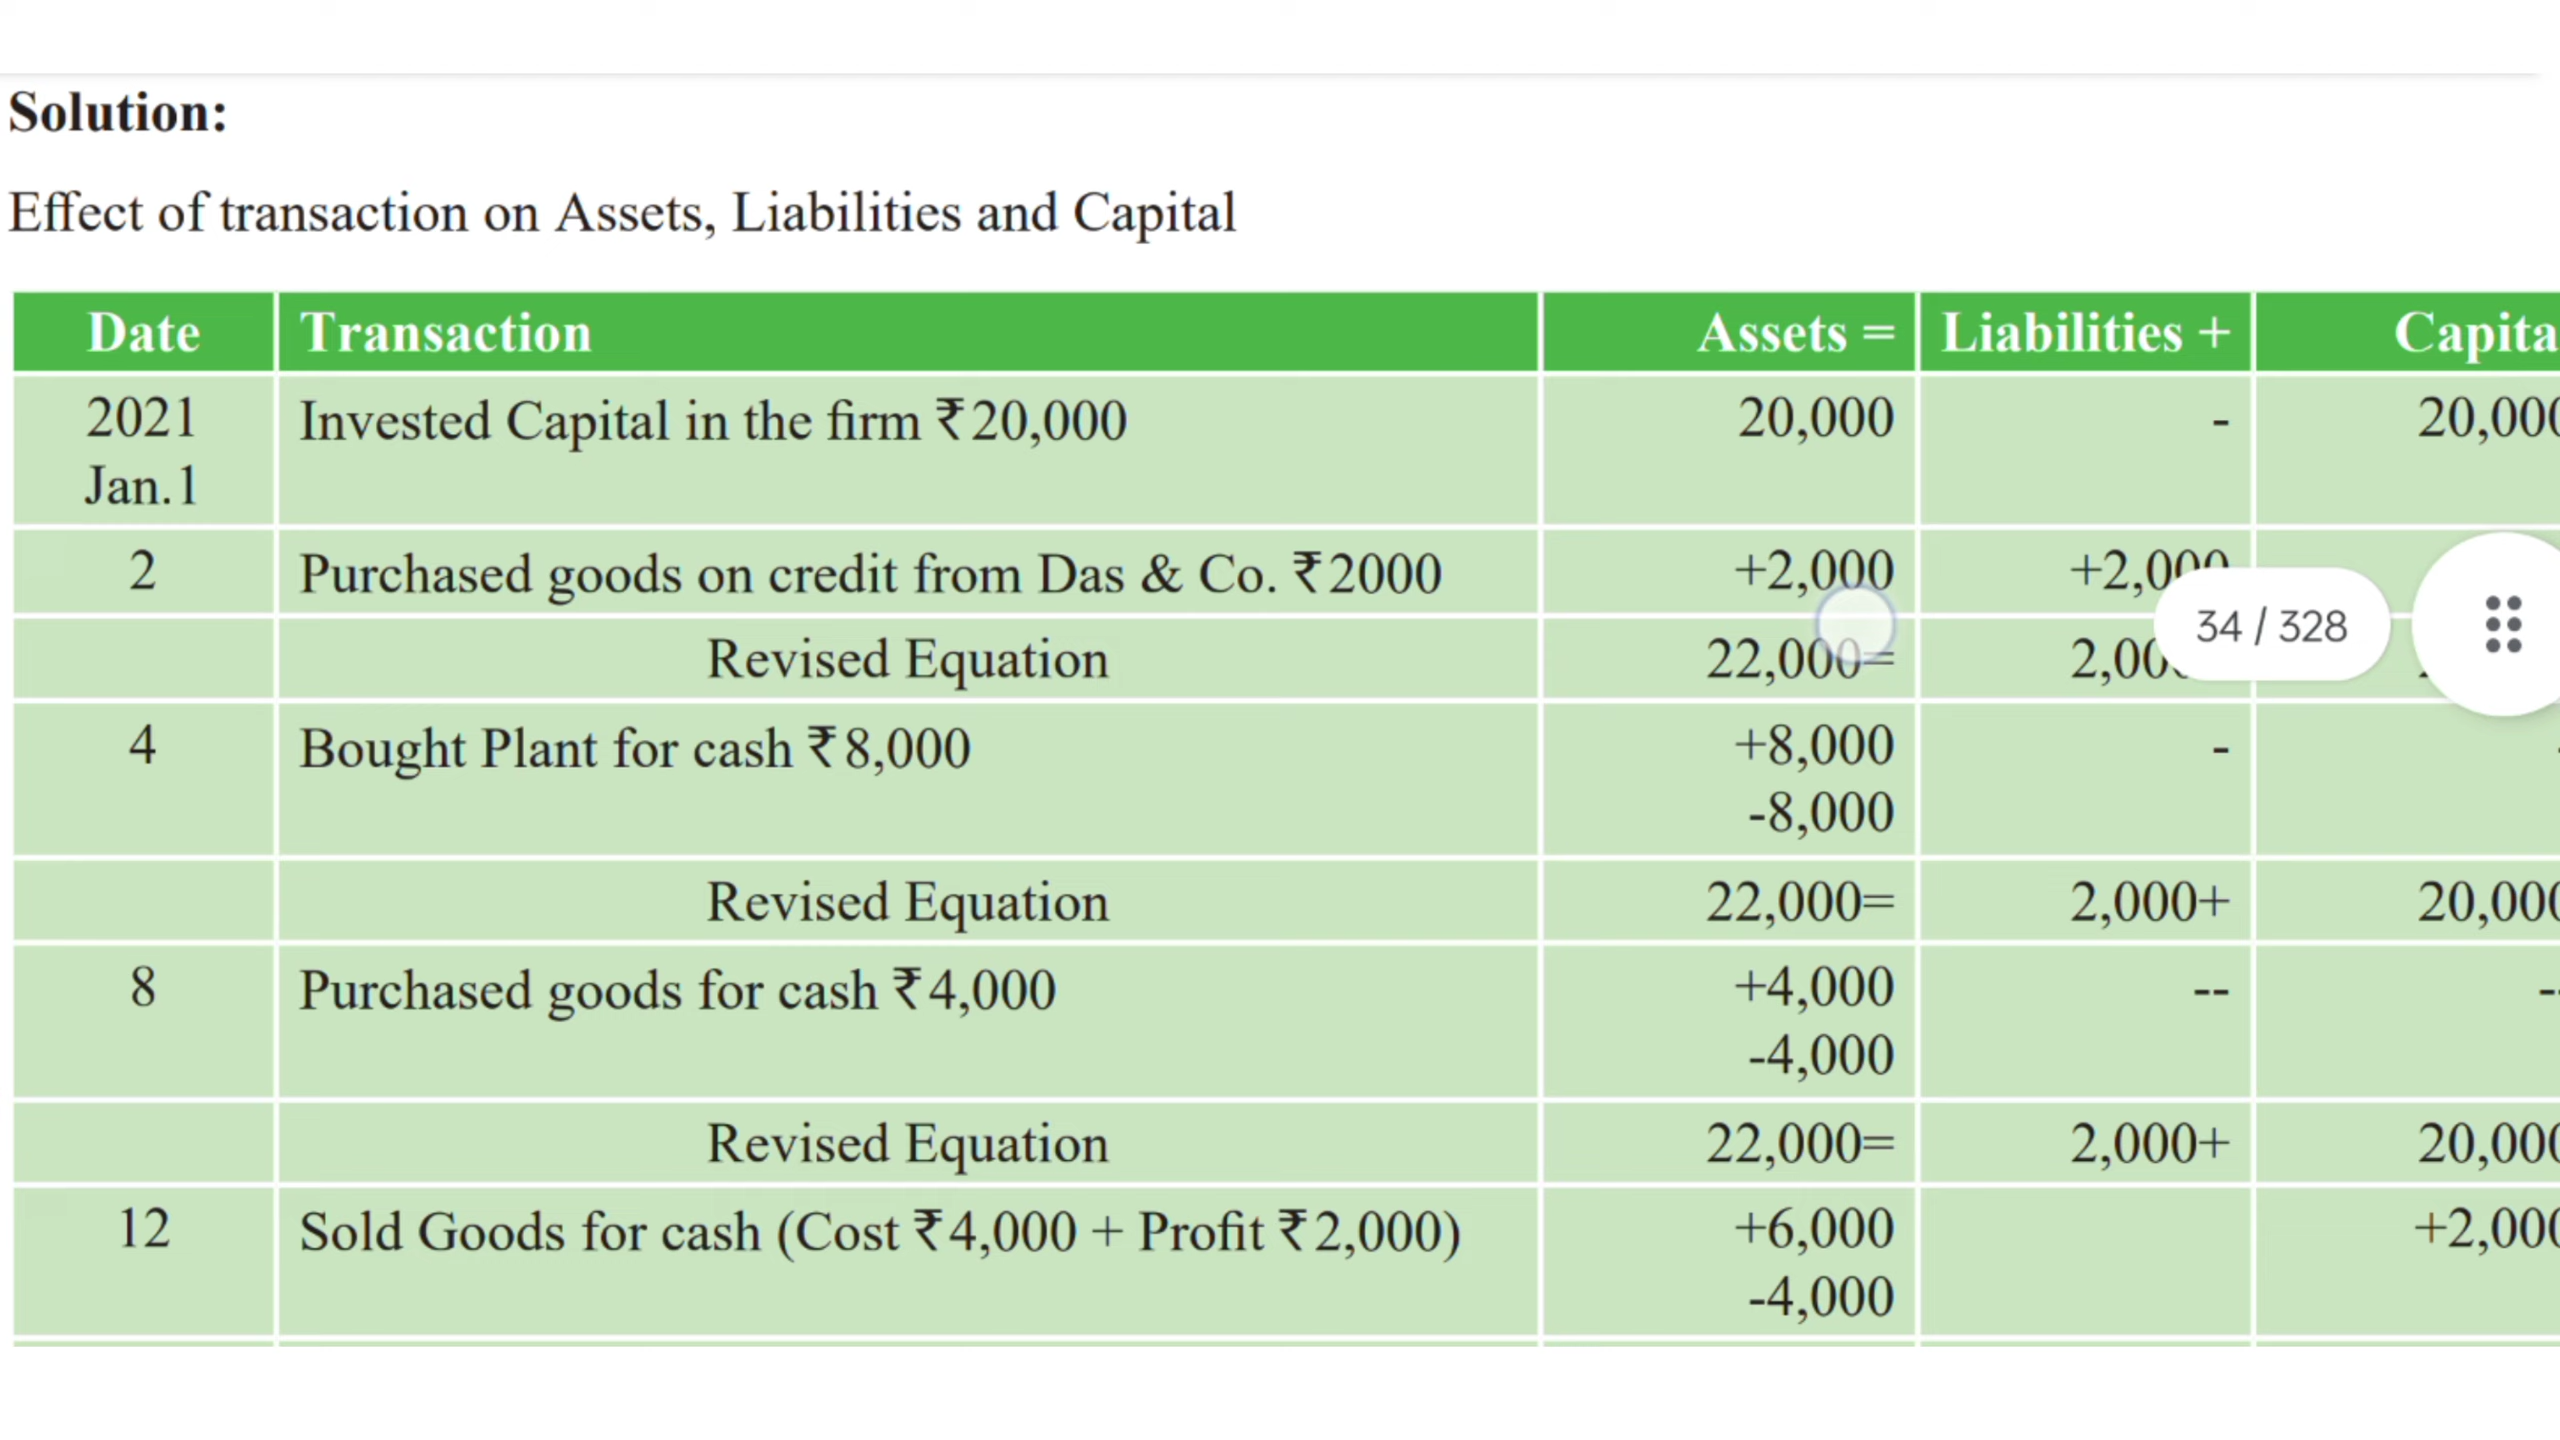 Solution:
Effect of transaction on Assets, Liabilities and Capital
Date Transaction Assets = Liabilities +
2021 Invested Capital in the firm ₹20,000 20,000 -
Jan.1
2 Purchased goods on credit from Das & Co. ₹2000 +2,000
Revised Equation 22,000=
34 / 328
4 Bought Plant for cash ₹8,000 +8,000 -
-8,000
Revised Equation 22,000= 2,000+
8 Purchased goods for cash ₹4,000 +4,000 --
-4,000
Revised Equation 22,000= 2,000+
12 Sold Goods for cash (Cost ₹4,000 + Profit ₹2,000) +6,000
-4,000